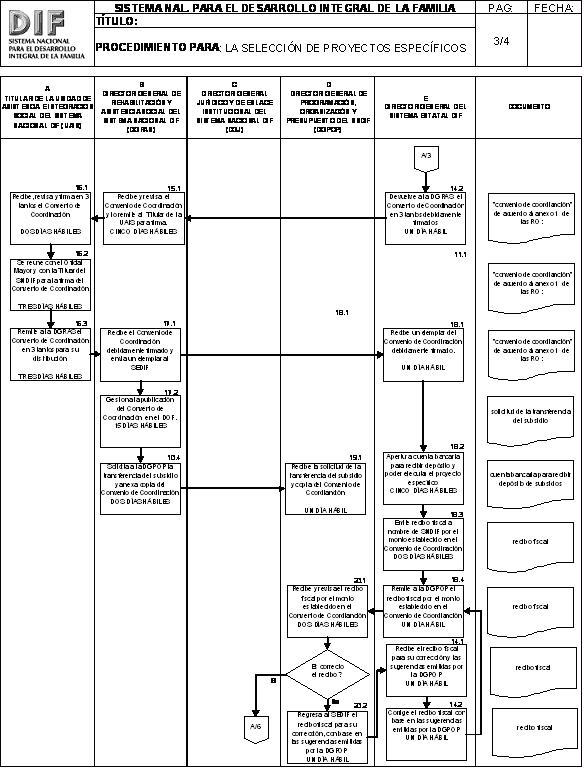 DIF
SISTEMA NACIONAL
PARA EL DESARROLLO
INTEGRAL DE LA FAMILIA
SISTEMA NAL. PARA EL DESARROLLO INTEGRAL DE LA FAMILIA
TÍTULO:
PROCEDIMIENTO PARA: LA SELECCIÓN DE PROYECTOS ESPECÍFICOS
PAG:
3/4
FECHA:
A
TITULAR DE LA UNIDAD DE
ASISTENCIA E INTEGRACIÓN
SOCIAL DEL SISTEMA
NACIONAL DIF (UAIS)
B
DIRECTOR GENERAL DE
REHABILITACIÓN Y
ASISTENCIA SOCIAL DEL
SISTEMA NACIONAL DIF
(DGRAS)
C
DIRECTOR GENERAL
JURÍDICO Y DE ENLACE
INSTITUCIONAL DEL
SISTEMA NACIONAL DIF
(DGJ)
D
DIRECTOR GENERAL DE
PROGRAMACIÓN,
ORGANIZACIÓN Y
PRESUPUESTO DEL SNDIF
(DGPOP)
E
DIRECTOR GENERAL DEL
SISTEMA ESTATAL DIF
DOCUMENTO
A/3
14.2
Devuelve a la DGRAS el
Convenio de Coordinación
en 3 tantos debidamente
firmados
UN DÍA HÁBIL
11.1
15.1
Recibe y revisa el
Convenio de Coordinación
y lo remite al Titular de la
UAIS para firma.
CINCO DÍAS HÁBILES
16.1
Recibe, revisa y firma en 3
tantos el Convenio de
Coordinación
DOS DÍAS HÁBILES
"convenio de coordianción"
de acuerdo al anexo 1 de
las RO :
16.2
Se reune con el Oficial
Mayor y con la Titular del
SNDIF para la firma del
Convenio de Coordinación
TRES DÍAS HÁBILES
"convenio de coordianción"
de acuerdo al anexo 1 de
las RO :
16.3
Remite a la DGRAS el
Convenio de Coordinación
en 3 tantos para su
distribución
TRES DÍAS HÁBILES
17.1
Recibe el Convenio de
Coordinación
debidamente firmado y
envía un ejemplar al
SEDIF
18.1
18.1
Recibe un ejemplar del
Convenio de Coordinación
debidamente firmado.
UN DÍA HÁBIL
"convenio de coordianción"
de acuerdo al anexo 1 de
las RO :
17.2
Gestiona la publicación
del Convenio de
Coordinación en el DOF.
15 DÍAS HÁBILES
solicitud de la transferencia
del subsidio
18.4
Solicita a la DGPOP la
transferencia del subsidio
y anexa copia del
Convenio de Coordinación
DOS DÍAS HÁBILES
19.1
Recibe la solicitud de la
transferencia del subsidio
y copia del Convenio de
Coordianción
UN DÍA HÁBIL
18.2
Apertura cuenta bancaria
para recibir depósito y
poder ejecutar el proyecto
específico
CINCO DÍAS HÁBILES
cuenta bancaria para recibir
depósito de subsidios
18.3
Emite recibo fiscal a
nombre de SNDIF por el
monto establecido en el
Convenio de Coordinación
DOS DÍAS HÁBILES
recibo fiscal
18.4
Remite a la DGPOP el
recibo fiscal por el monto
establecido en el
Convenio de Coordinación
UN DÍA HÁBIL
recibo fiscal
23.1
Recibe y revisa el recibo
fiscal por el monto
establecido en el
Convenio de Coordinación
DOS DÍAS HÁBILES
14.1
Recibe el recibo fiscal
para su corrección y las
sugerencias emitidas por
la DGPOP
UN DÍA HÁBIL
recibo fiscal
El correcto
el recibo ?
SI
No
A/6
23.2
Regresa al SEDIF el
recibo fiscal para su
corrección, con base en
las sugerencias emitidas
por la DGPOP
UN DÍA HÁBIL
14.2
Corrige el recibo fiscal con
base en las sugerencias
emitidas por la DGPOP
UN DÍA HÁBIL
recibo fiscal